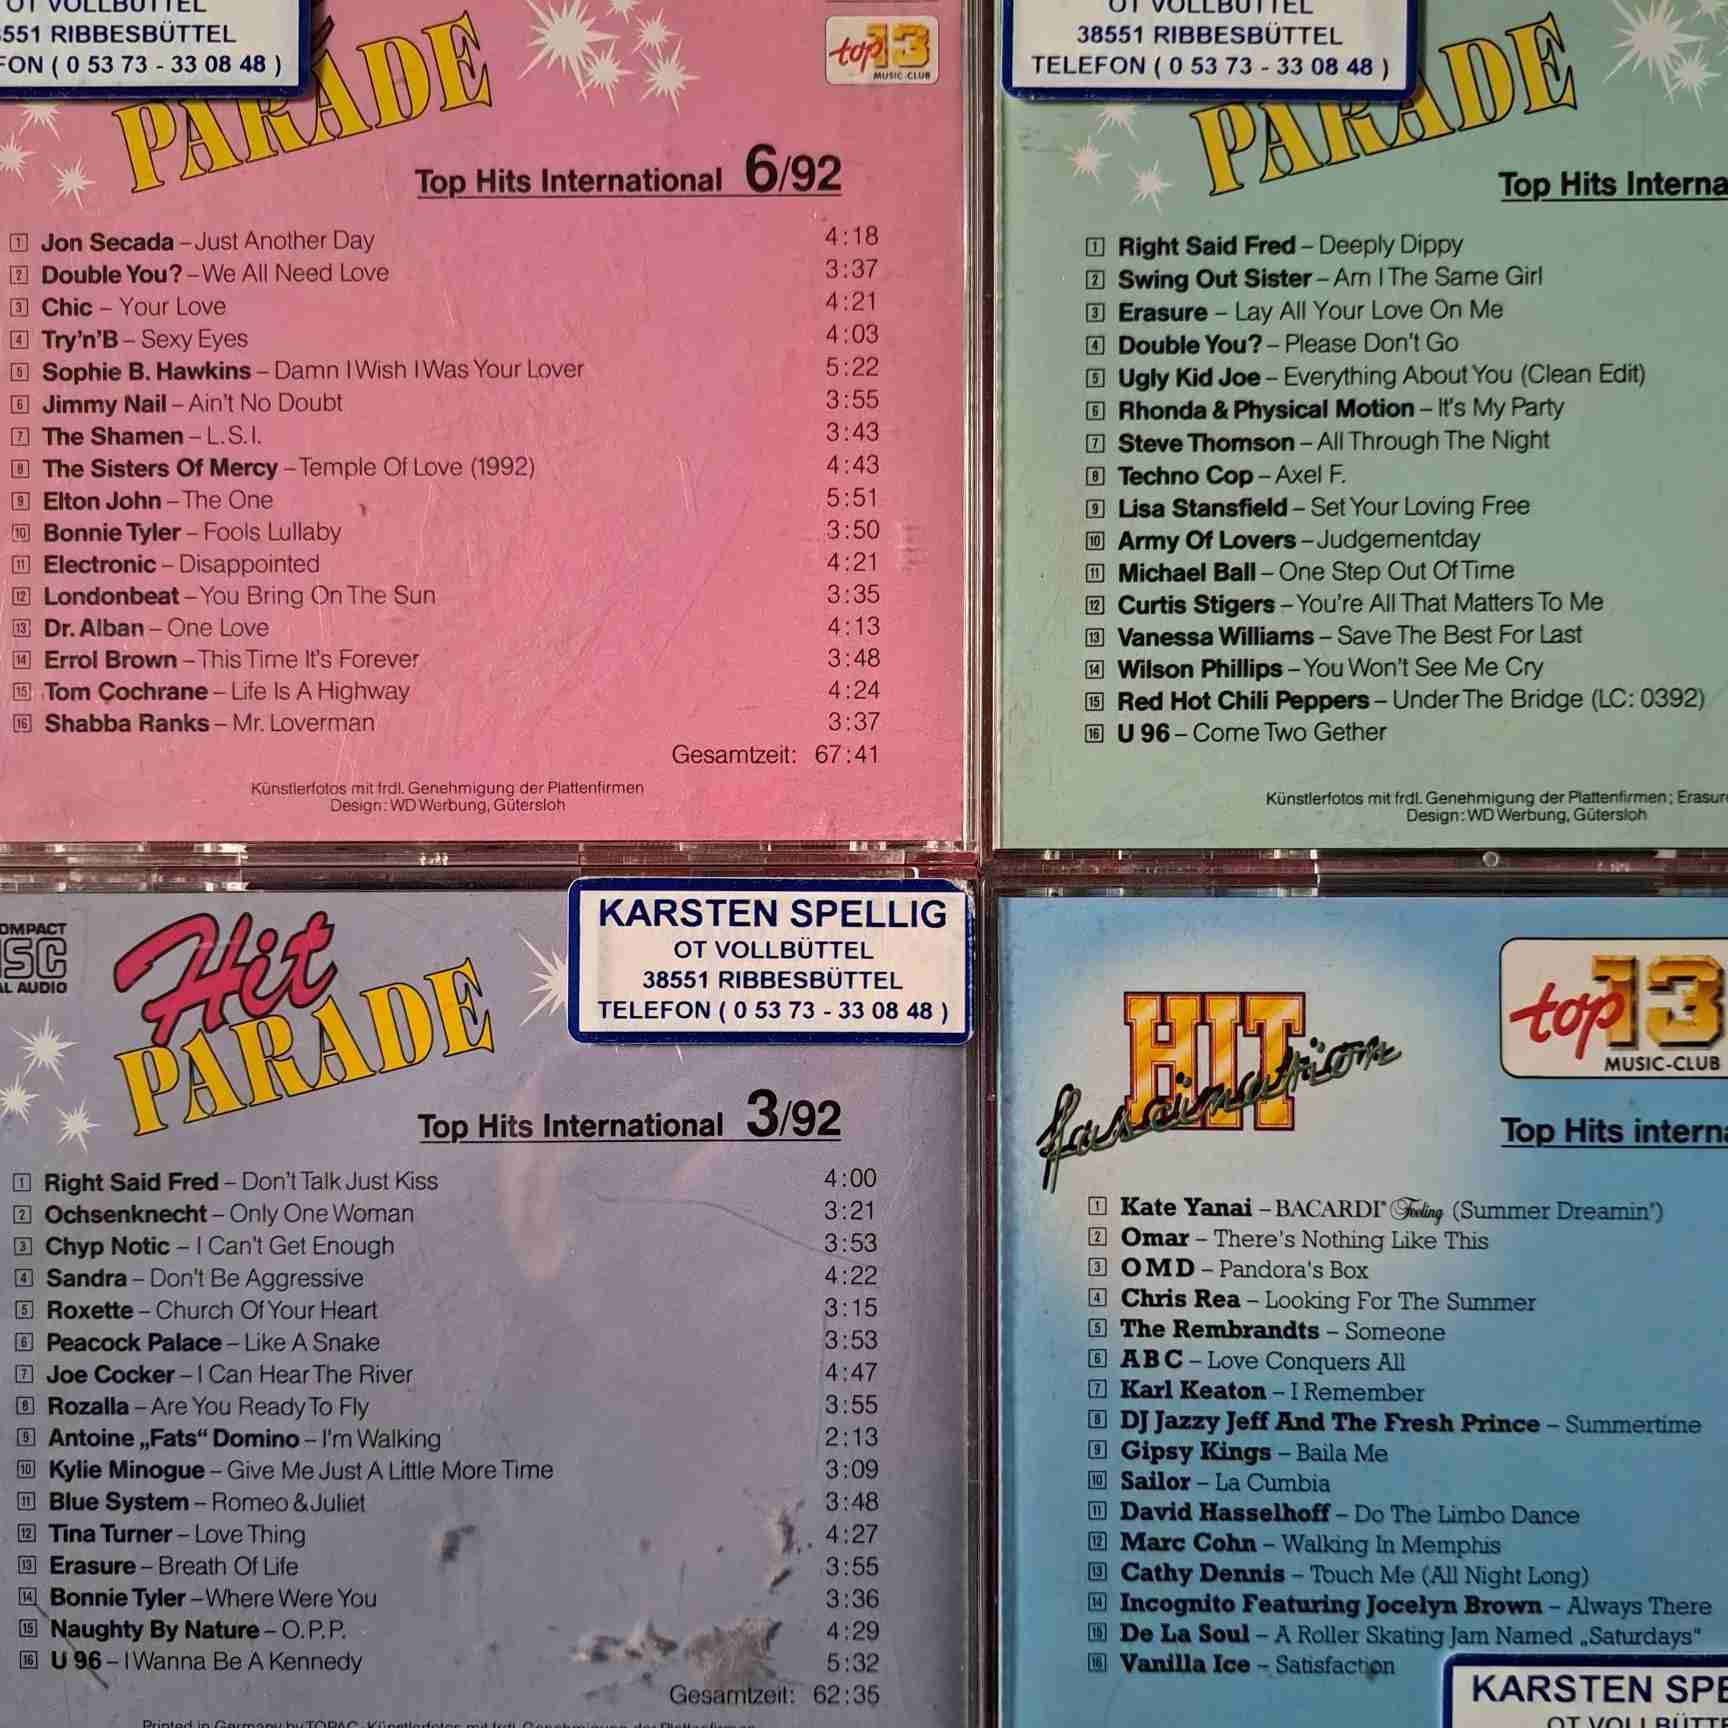 OT VOLLBÜTTEL
38551 RIBBESBÜTTEL
FON ( 0 53 73 - 33 08 48 )
PARADE
top 13
MUSIC-CLUB
Top Hits International 6/92
1 Jon Secada – Just Another Day 4:18
2 Double You? – We All Need Love 3:37
3 Chic – Your Love 4:21
4 Try'n'B – Sexy Eyes 4:03
5 Sophie B. Hawkins – Damn I Wish I Was Your Lover 5:22
6 Jimmy Nail – Ain't No Doubt 3:55
7 The Shamen – L.S.I. 3:43
8 The Sisters Of Mercy – Temple Of Love (1992) 4:43
9 Elton John – The One 5:51
10 Bonnie Tyler – Fools Lullaby 3:50
11 Electronic – Disappointed 4:21
12 Londonbeat – You Bring On The Sun 3:35
13 Dr. Alban – One Love 4:13
14 Errol Brown – This Time It's Forever 3:48
15 Tom Cochrane – Life Is A Highway 4:24
16 Shabba Ranks – Mr. Loverman 3:37
Gesamtzeit: 67:41
Künstlerfotos mit frdl. Genehmigung der Plattenfirmen
Design: WD Werbung, Gütersloh
OT VOLLBÜTTEL
38551 RIBBESBÜTTEL
TELEFON ( 0 53 73 - 33 08 48 )
PARADE
Top Hits Interna
1 Right Said Fred – Deeply Dippy
2 Swing Out Sister – Am I The Same Girl
3 Erasure – Lay All Your Love On Me
4 Double You? – Please Don't Go
5 Ugly Kid Joe – Everything About You (Clean Edit)
6 Rhonda & Physical Motion – It's My Party
7 Steve Thomson – All Through The Night
8 Techno Cop – Axel F.
9 Lisa Stansfield – Set Your Loving Free
10 Army Of Lovers – Judgementday
11 Michael Ball – One Step Out Of Time
12 Curtis Stigers – You're All That Matters To Me
13 Vanessa Williams – Save The Best For Last
14 Wilson Phillips – You Won't See Me Cry
15 Red Hot Chili Peppers – Under The Bridge (LC: 0392)
16 U 96 – Come Two Gether
Künstlerfotos mit frdl. Genehmigung der Plattenfirmen; Erasure
Design: WD Werbung, Gütersloh
COMPACT
DISC
AL AUDIO
Hit
PARADE
KARSTEN SPELLIG
OT VOLLBÜTTEL
38551 RIBBESBÜTTEL
TELEFON ( 0 53 73 - 33 08 48 )
Top Hits International 3/92
1 Right Said Fred – Don't Talk Just Kiss 4:00
2 Ochsenknecht – Only One Woman 3:21
3 Chyp Notic – I Can't Get Enough 3:53
4 Sandra – Don't Be Aggressive 4:22
5 Roxette – Church Of Your Heart 3:15
6 Peacock Palace – Like A Snake 3:53
7 Joe Cocker – I Can Hear The River 4:47
8 Rozalla – Are You Ready To Fly 3:55
9 Antoine „Fats“ Domino – I'm Walking 2:13
10 Kylie Minogue – Give Me Just A Little More Time 3:09
11 Blue System – Romeo & Juliet 3:48
12 Tina Turner – Love Thing 4:27
13 Erasure – Breath Of Life 3:55
14 Bonnie Tyler – Where Were You 3:36
15 Naughty By Nature – O.P.P. 4:29
16 U 96 – I Wanna Be A Kennedy 5:32
Gesamtzeit: 62:35
Printed in Germany by TOPAC Künstlerfotos mit frdl. Genehmigung der Plattenfirmen
HIT
fascination
top 13
MUSIC-CLUB
Top Hits interna
1 Kate Yanai – BACARDI® Feeling (Summer Dreamin')
2 Omar – There's Nothing Like This
3 OMD – Pandora's Box
4 Chris Rea – Looking For The Summer
5 The Rembrandts – Someone
6 ABC – Love Conquers All
7 Karl Keaton – I Remember
8 DJ Jazzy Jeff And The Fresh Prince – Summertime
9 Gipsy Kings – Baila Me
10 Sailor – La Cumbia
11 David Hasselhoff – Do The Limbo Dance
12 Marc Cohn – Walking In Memphis
13 Cathy Dennis – Touch Me (All Night Long)
14 Incognito Featuring Jocelyn Brown – Always There
15 De La Soul – A Roller Skating Jam Named „Saturdays“
16 Vanilla Ice – Satisfaction
KARSTEN SPE
OT VOLLBÜTT